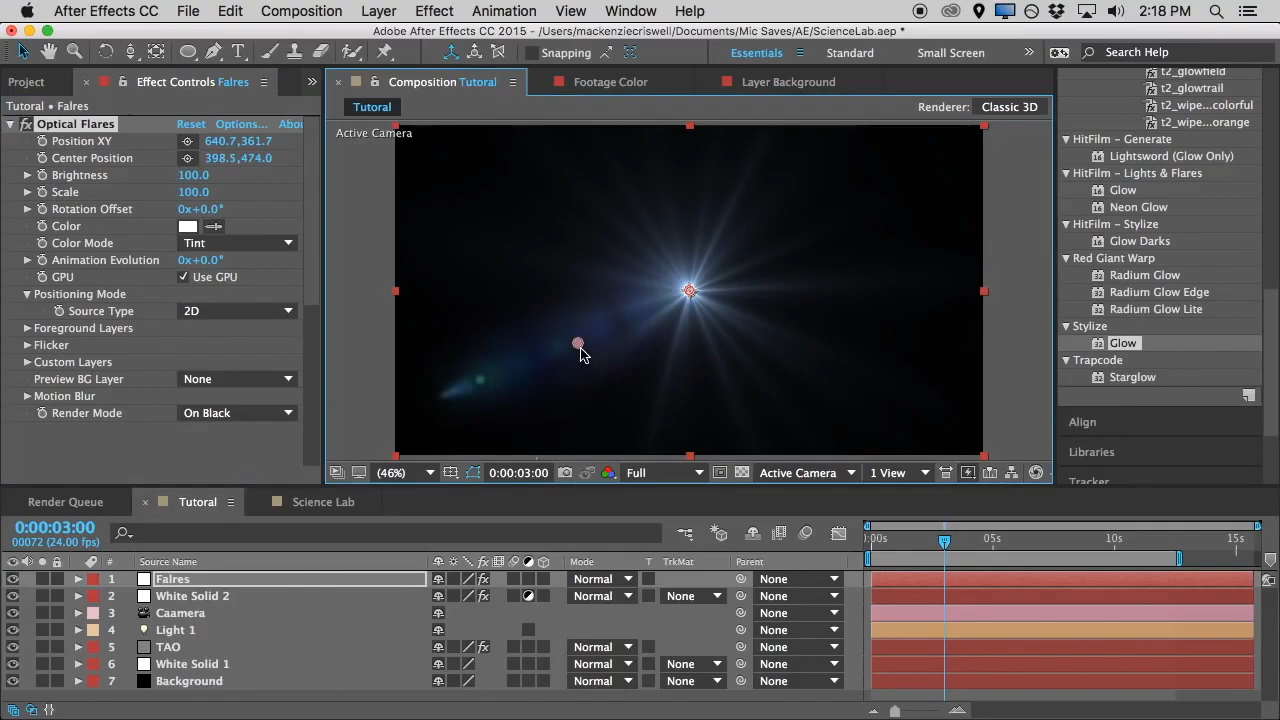 After Effects CC File Edit Composition Layer Effect Animation View Window Help 2:18 PM
Adobe After Effects CC 2015 - /Users/mackenziecriswell/Documents/Mic Saves/AE/ScienceLab.aep *
Snapping Essentials Standard Small Screen » Search Help
Project × Effect Controls Falres » × Composition Tutorial Footage Color Layer Background
Tutorial • Falres
Tutorial Renderer: Classic 3D
Active Camera
fx Optical Flares Reset Options... Abou
Position XY 640.7,361.7
Center Position 398.5,474.0
Brightness 100.0
Scale 100.0
Rotation Offset 0x+0.0°
Color
Color Mode Tint
Animation Evolution 0x+0.0°
GPU Use GPU
Positioning Mode
Source Type 2D
Foreground Layers
Flicker
Custom Layers
Preview BG Layer None
Motion Blur
Render Mode On Black
t2_glowfield
t2_glowtrail
t2_wipe...colorful
t2_wipe...orange
HitFilm - Generate
Lightsword (Glow Only)
HitFilm - Lights & Flares
Glow
Neon Glow
HitFilm - Stylize
Glow Darks
Red Giant Warp
Radium Glow
Radium Glow Edge
Radium Glow Lite
Stylize
Glow
Trapcode
Starglow
Align
Libraries
Tracker
(46%) 0:00:03:00 Full Active Camera 1 View
Render Queue × Tutorial Science Lab
0:00:03:00
00072 (24.00 fps)
:00s 05s 10s 15s
# Source Name Mode T TrkMat Parent
1 Falres Normal None
2 White Solid 2 Normal None None
3 Caamera None
4 Light 1 None
5 TAO Normal None
6 White Solid 1 Normal None None
7 Background Normal None None